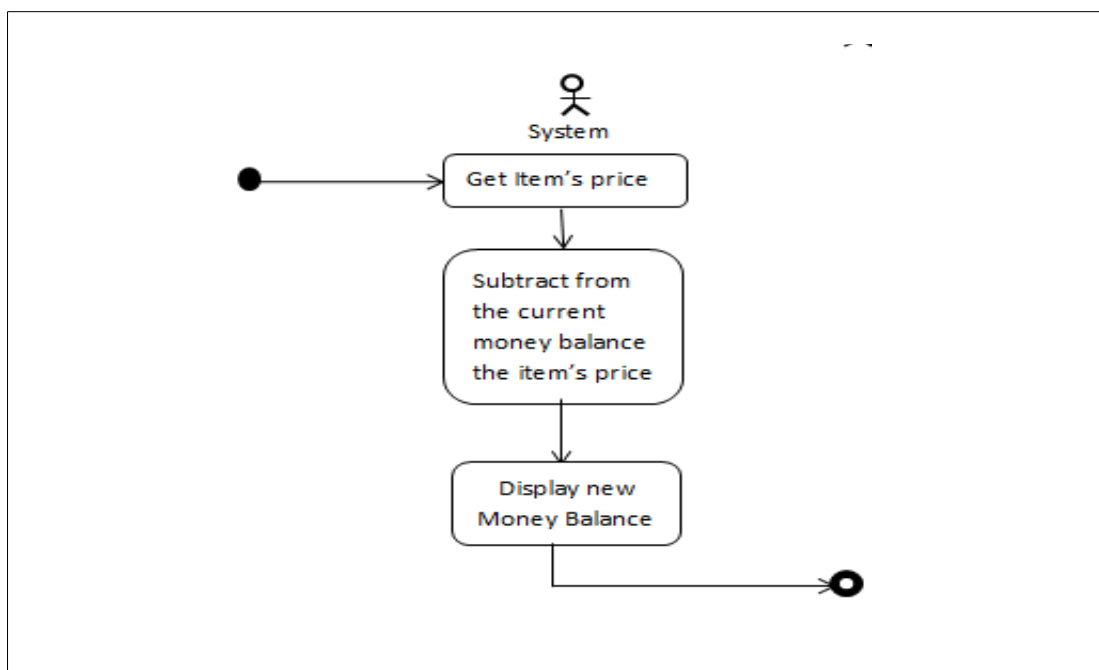 System
Get Item’s price
Subtract from
the current
money balance
the item’s price
Display new
Money Balance